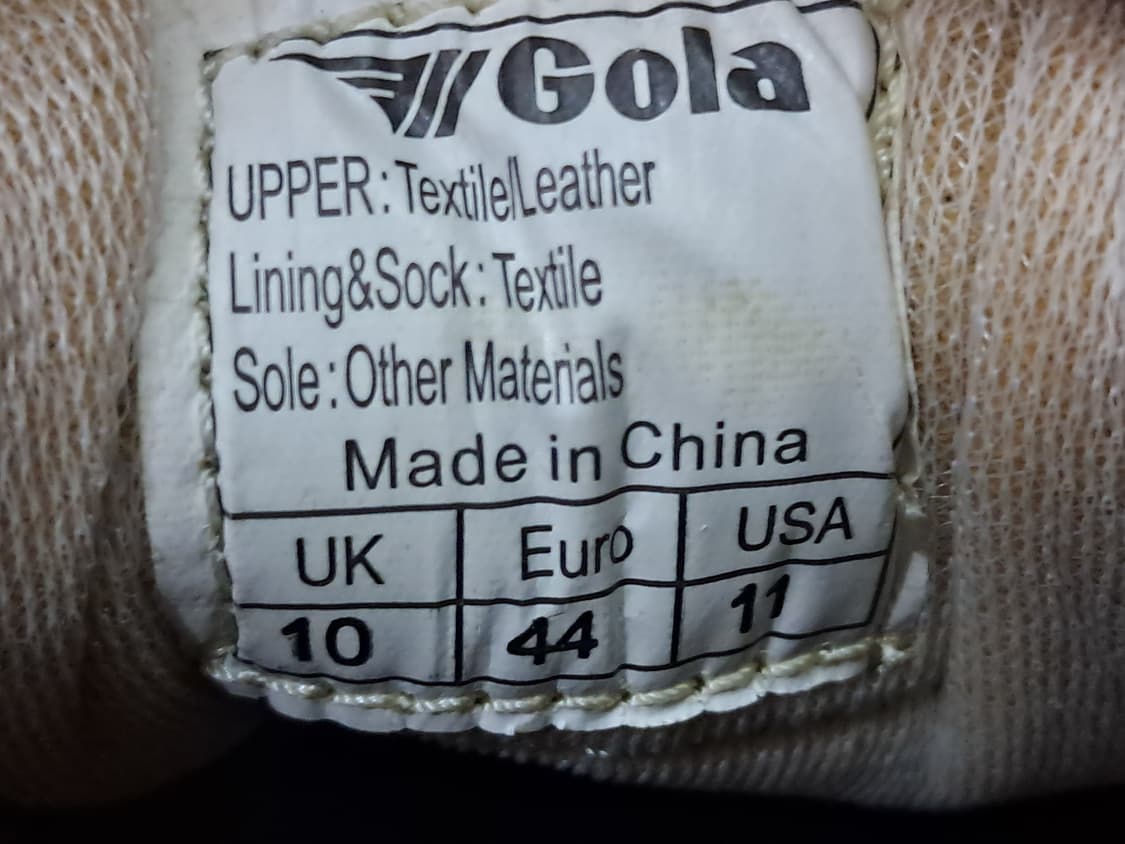 Gola
UPPER: Textile/Leather
Lining&Sock: Textile
Sole: Other Materials
Made in China
UK Euro USA
10 44 11